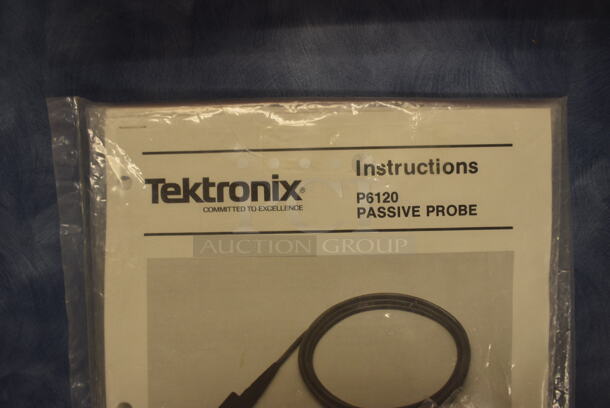 Instructions
Tektronix®
COMMITTED TO EXCELLENCE
P6120
PASSIVE PROBE
AUCTION GROUP